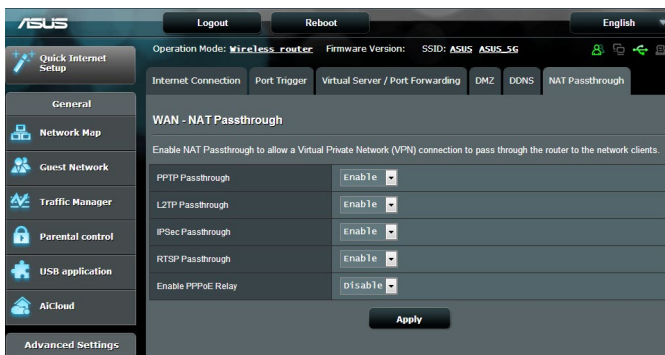 ASUS
Logout Reboot English
Operation Mode: Wireless router Firmware Version: SSID: ASUS ASUS_5G
Quick Internet
Setup
General
Network Map
Guest Network
Traffic Manager
Parental control
USB application
AiCloud
Advanced Settings
Internet Connection Port Trigger Virtual Server / Port Forwarding DMZ DDNS NAT Passthrough
WAN - NAT Passthrough
Enable NAT Passthrough to allow a Virtual Private Network (VPN) connection to pass through the router to the network clients.
PPTP Passthrough Enable
L2TP Passthrough Enable
IPSec Passthrough Enable
RTSP Passthrough Enable
Enable PPPoE Relay Disable
Apply